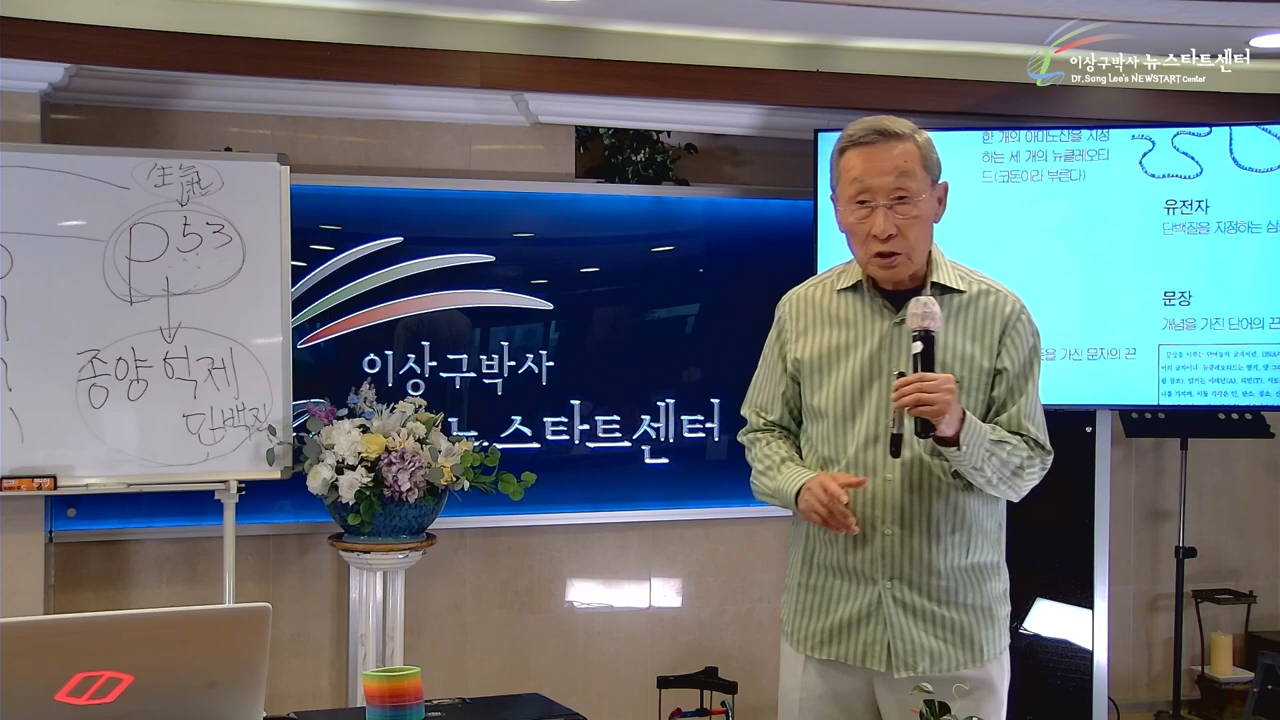 이상구박사 뉴스타트센터
Dr. Sang Lee's NEWSTART Center
生氣
P53
종양 억제
단백질
이상구박사
뉴스타트센터
한 개의 아미노산을 지정
하는 세 개의 뉴클레오티
드(코돈이라 부른다)
유전자
단백질을 지정하는
문장
개념을 가진 단어의 끈
가진 문자의 끈